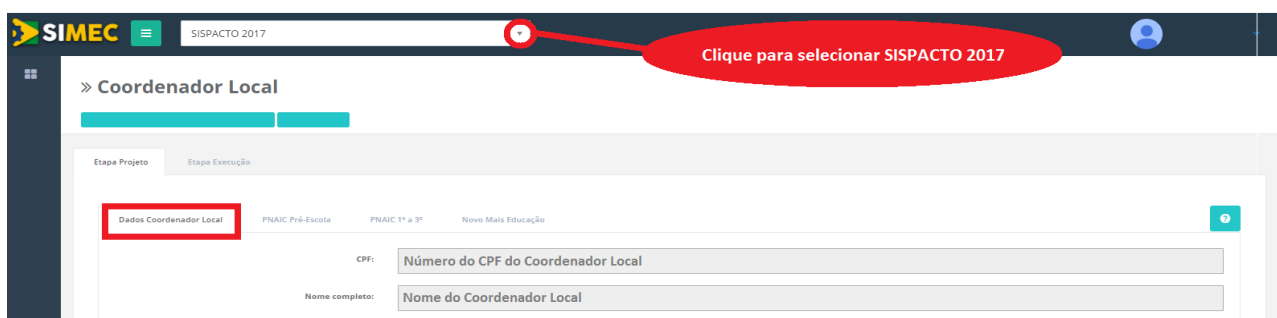 SIMEC
SISPACTO 2017
Clique para selecionar SISPACTO 2017
» Coordenador Local
Etapa Projeto Etapa Execução
Dados Coordenador Local PNAIC Pré-Escola PNAIC 1º a 3º Novo Mais Educação
?
CPF: Número do CPF do Coordenador Local
Nome completo: Nome do Coordenador Local